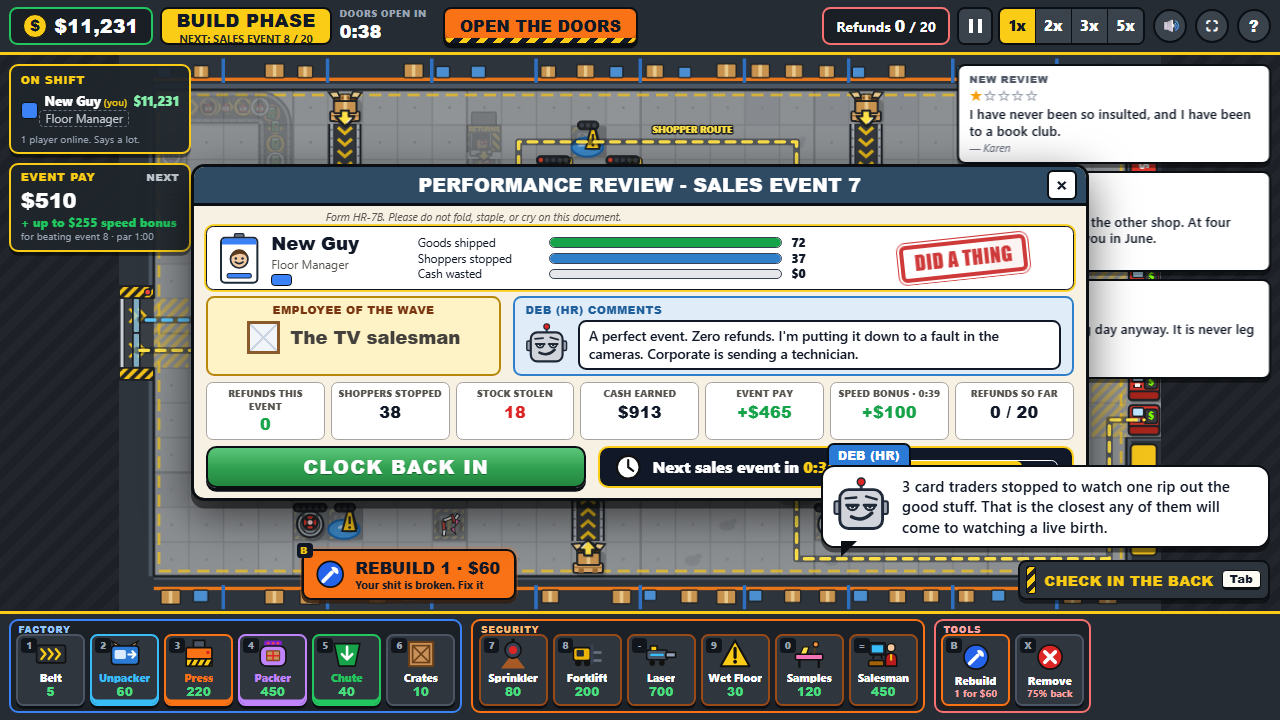 $11,231
BUILD PHASE
NEXT: SALES EVENT 8 / 20
DOORS OPEN IN
0:38
OPEN THE DOORS
Refunds 0 / 20
1x
2x
3x
5x
?
ON SHIFT
New Guy (you) $11,231
Floor Manager
1 player online. Says a lot.
EVENT PAY NEXT
$510
+ up to $255 speed bonus
for beating event 8 · par 1:00
SHOPPER ROUTE
NEW REVIEW
I have never been so insulted, and I have been
to a book club.
— Karen
the other shop. At four
you in June.
day anyway. It is never leg
PERFORMANCE REVIEW - SALES EVENT 7
×
Form HR-7B. Please do not fold, staple, or cry on this document.
New Guy
Floor Manager
Goods shipped 72
Shoppers stopped 37
Cash wasted $0
DID A THING
EMPLOYEE OF THE WAVE
The TV salesman
DEB (HR) COMMENTS
A perfect event. Zero refunds. I'm putting it down to a fault in the
cameras. Corporate is sending a technician.
REFUNDS THIS
EVENT
0
SHOPPERS STOPPED
38
STOCK STOLEN
18
CASH EARNED
$913
EVENT PAY
+$465
SPEED BONUS · 0:39
+$100
REFUNDS SO FAR
0 / 20
CLOCK BACK IN
Next sales event in
DEB (HR)
3 card traders stopped to watch one rip out the
good stuff. That is the closest any of them will
come to watching a live birth.
B
REBUILD 1 · $60
Your shit is broken. Fix it
CHECK IN THE BACK Tab
FACTORY
1
Belt
5
2
Unpacker
60
3
Press
220
4
Packer
450
5
Chute
40
6
Crates
10
SECURITY
7
Sprinkler
80
8
Forklift
200
-
Laser
700
9
Wet Floor
30
0
Samples
120
=
Salesman
450
TOOLS
B
Rebuild
1 for $60
X
Remove
75% back